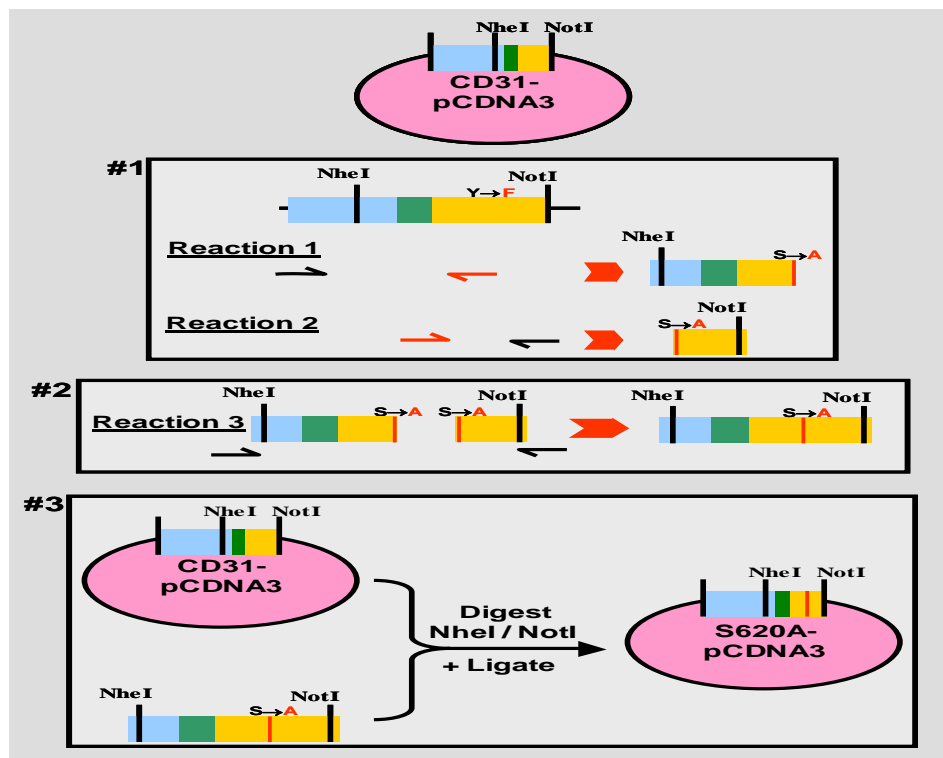 NheI NotI
CD31-
pCDNA3
#1
NheI
NotI
Y→F
Reaction 1
NheI
S→A
Reaction 2
NotI
S→A
#2
NheI
S→A
S→A
NotI
NheI
NotI
S→A
Reaction 3
#3
NheI NotI
CD31-
pCDNA3
NheI
NotI
S→A
Digest
NheI / NotI
+ Ligate
NheI NotI
S620A-
pCDNA3